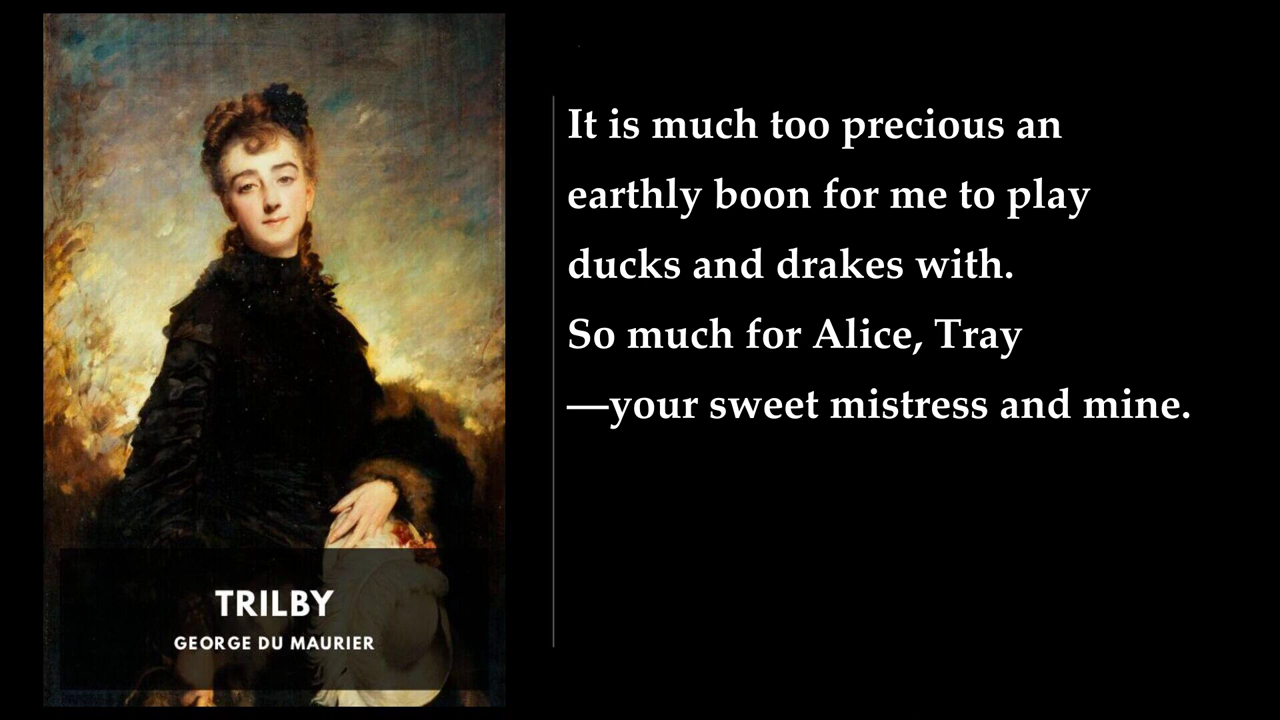 TRILBY
GEORGE DU MAURIER
It is much too precious an
earthly boon for me to play
ducks and drakes with.
So much for Alice, Tray
—your sweet mistress and mine.